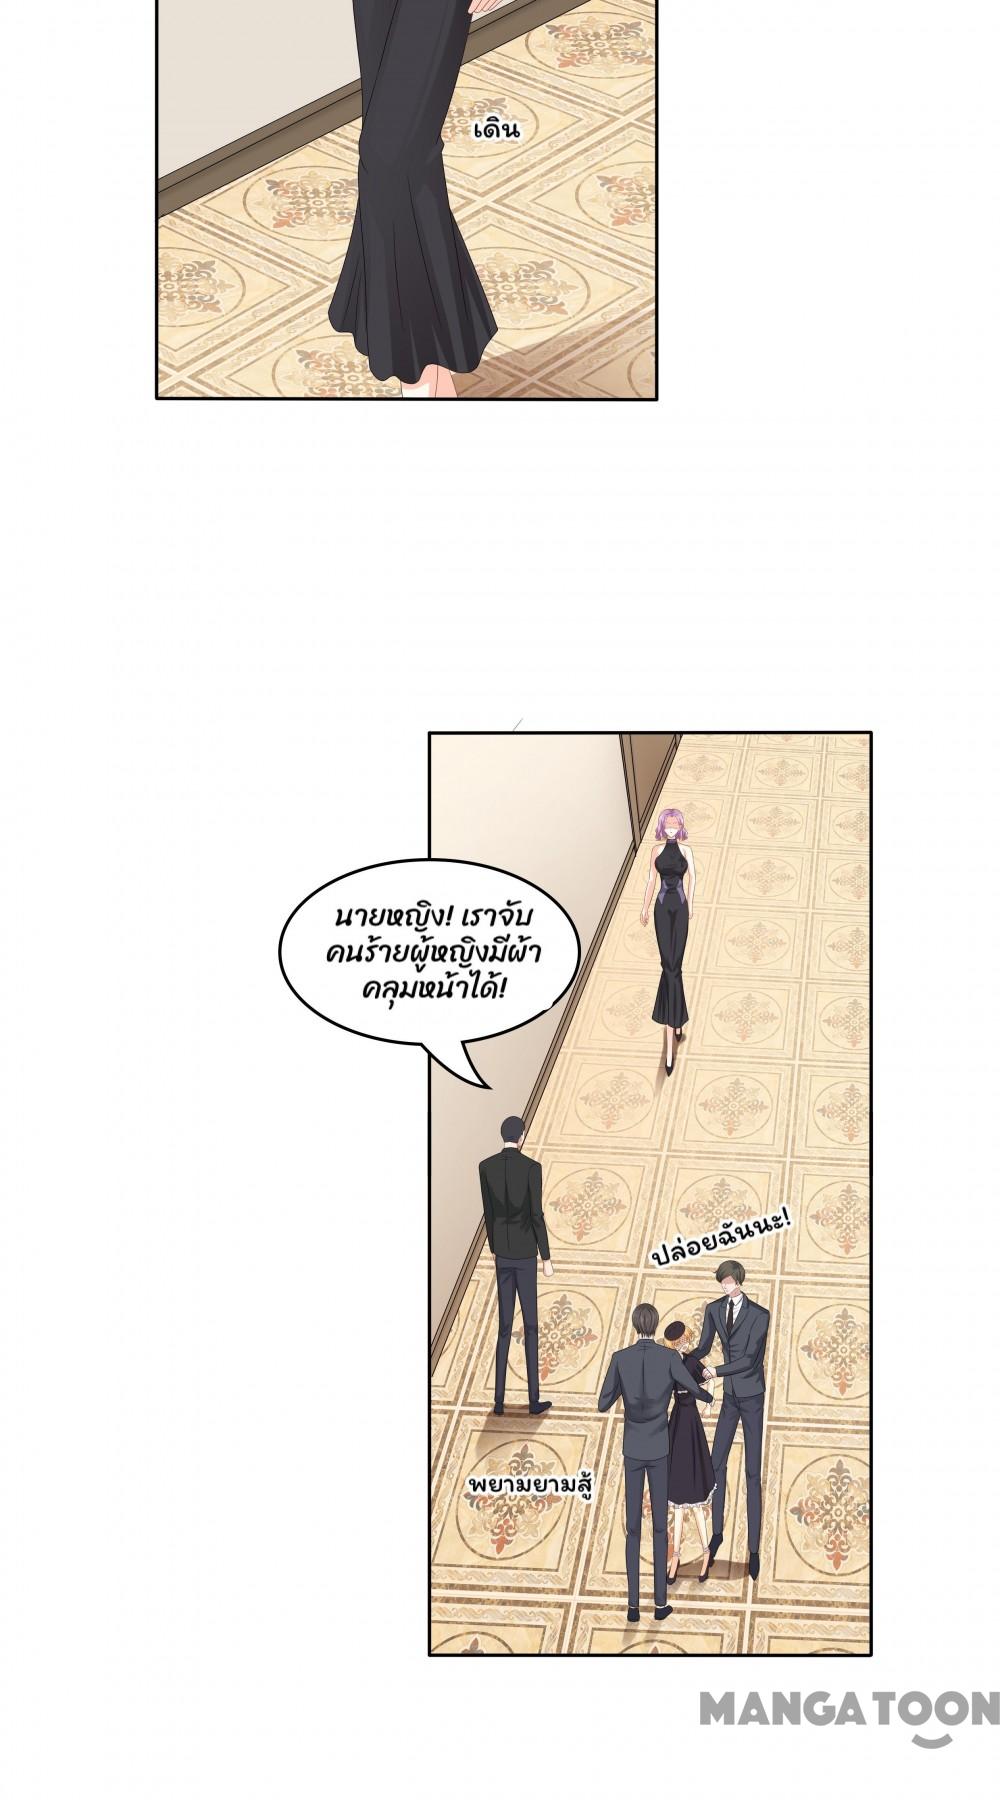 เดิน
นายหญิง! เราจับ
คนร้ายผู้หญิงมีผ้า
คลุมหน้าได้!
ปล่อยฉันนะ!
พยามยามสู้
MANGATOON